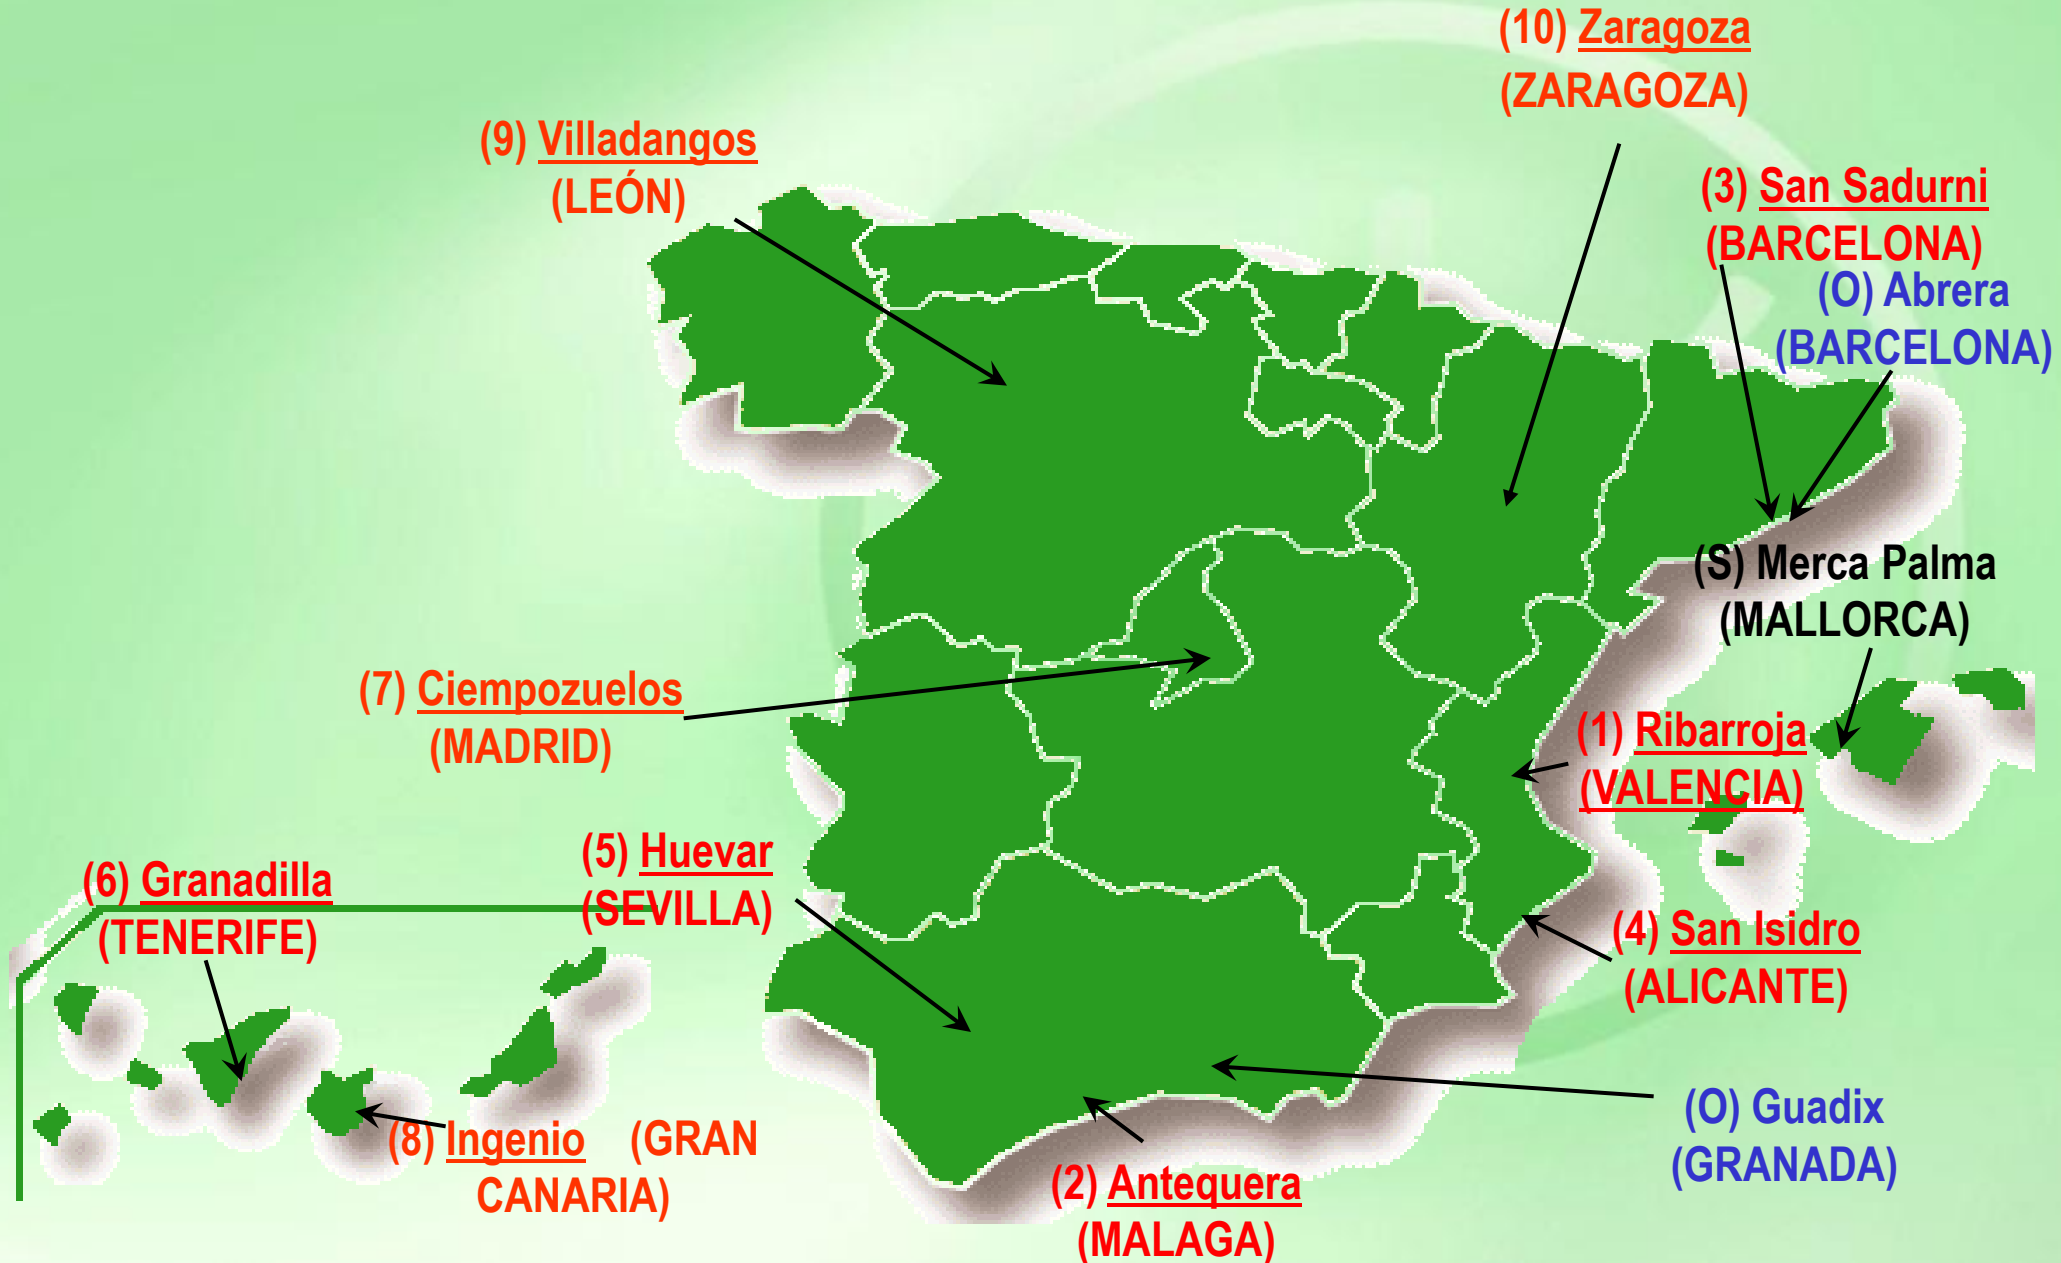 (10) Zaragoza
(ZARAGOZA)
(9) Villadangos
(LEÓN)
(3) San Sadurni
(BARCELONA)
(O) Abrera
(BARCELONA)
(S) Merca Palma
(MALLORCA)
(7) Ciempozuelos
(MADRID)
(1) Ribarroja
(VALENCIA)
(5) Huevar
(SEVILLA)
(6) Granadilla
(TENERIFE)
(4) San Isidro
(ALICANTE)
(8) Ingenio (GRAN
CANARIA)
(O) Guadix
(GRANADA)
(2) Antequera
(MALAGA)